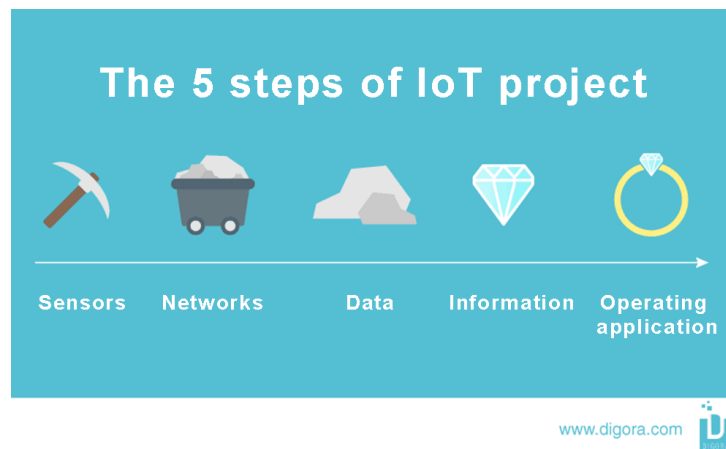 The 5 steps of IoT project
Sensors Networks Data Information Operating
application
www.digora.com